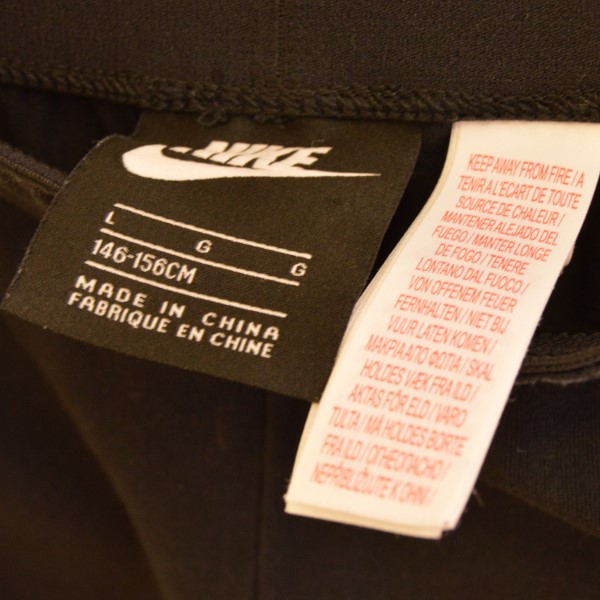 NIKE
L G G
146-156CM
MADE IN CHINA
FABRIQUE EN CHINE
KEEP AWAY FROM FIRE / A
TENIR A L'ECART DE TOUTE
SOURCE DE CHALEUR /
MANTENER ALEJADO DEL
FUEGO / MANTER LONGE
DE FOGO / TENERE
LONTANO DAL FUOCO /
VON OFFENEM FEUER
FERNHALTEN / NIET BIJ
VUUR LATEN KOMEN /
ΜΑΚΡΙΑ ΑΠΟ ΦΩΤΙΑ / SKAL
HOLDES VÆK FRA ILD /
AKTAS FÖR ELD / VARO
TULTA / MÅ HOLDES BORTE
FRA ILD / ОГНЕОПАСНО /
NEPŘIBLIŽUJTE K OHNI /